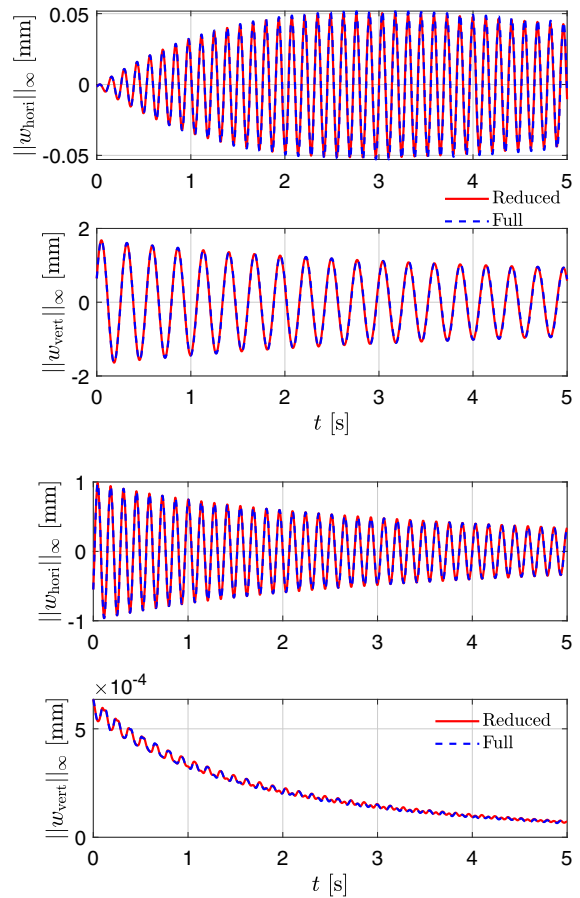 0.05
0
-0.05
||w_hori||∞ [mm]
0 1 2 3 4 5
Reduced
Full
2
0
-2
||w_vert||∞ [mm]
0 1 2 3 4 5
t [s]
1
0
-1
||w_hori||∞ [mm]
0 1 2 3 4 5
×10⁻⁴
5
0
||w_vert||∞ [mm]
Reduced
Full
0 1 2 3 4 5
t [s]